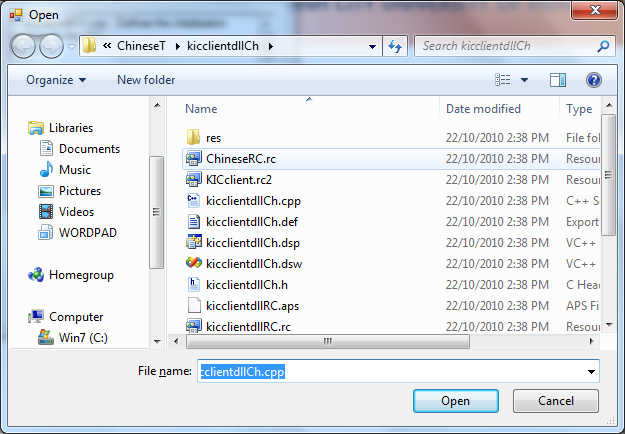 Open
« ChineseT ▸ kicclientdllCh ▸
Search kicclientdllCh
Organize
New folder
Name
Date modified
Type
Libraries
Documents
Music
Pictures
Videos
WORDPAD
Homegroup
Computer
Win7 (C:)
res 22/10/2010 2:38 PM File fol
ChineseRC.rc 22/10/2010 2:38 PM Resou
KICclient.rc2 22/10/2010 2:38 PM Resou
kicclientdllCh.cpp 22/10/2010 2:38 PM C++ S
kicclientdllCh.def 22/10/2010 2:38 PM Export
kicclientdllCh.dsp 22/10/2010 2:38 PM VC++
kicclientdllCh.dsw 22/10/2010 2:38 PM VC++
kicclientdllCh.h 22/10/2010 2:38 PM C Head
kicclientdllRC.aps 22/10/2010 2:38 PM APS Fi
kicclientdllRC.rc 22/10/2010 2:38 PM Resou
File name: cclientdllCh.cpp
Open
Cancel